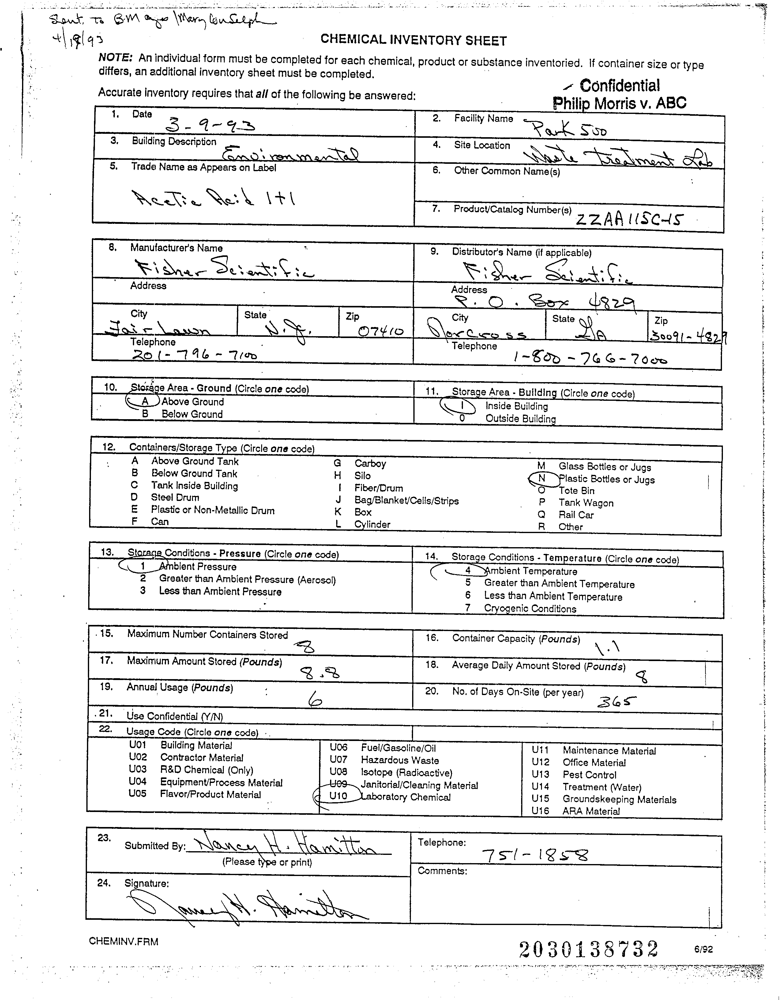 Sent to BMayo/Mary Lou Selph
4/19/93
CHEMICAL INVENTORY SHEET
NOTE: An individual form must be completed for each chemical, product or substance inventoried. If container size or type
differs, an additional inventory sheet must be completed.
Confidential
Accurate inventory requires that all of the following be answered:
Philip Morris v. ABC
1. Date 3-9-93
2. Facility Name Park 500
3. Building Description Environmental
4. Site Location Waste treatment Lab
5. Trade Name as Appears on Label
6. Other Common Name(s)
Acetic Acid 1+1
7. Product/Catalog Number(s) ZZAA115C-15
8. Manufacturer's Name
9. Distributor's Name (if applicable)
Fisher Scientific
Fisher Scientific
Address
Address
P.O. Box 4829
City State Zip
City State Zip
Fair Lawn N.J. 07410
Norcross GA 30091-4829
Telephone
Telephone
201-796-7100
1-800-766-7000
10. Storage Area - Ground (Circle one code)
11. Storage Area - Building (Circle one code)
A Above Ground
I Inside Building
B Below Ground
O Outside Building
12. Containers/Storage Type (Circle one code)
A Above Ground Tank G Carboy M Glass Bottles or Jugs
B Below Ground Tank H Silo N Plastic Bottles or Jugs
C Tank Inside Building I Fiber/Drum O Tote Bin
D Steel Drum J Bag/Blanket/Cells/Strips P Tank Wagon
E Plastic or Non-Metallic Drum K Box Q Rail Car
F Can L Cylinder R Other
13. Storage Conditions - Pressure (Circle one code)
14. Storage Conditions - Temperature (Circle one code)
1 Ambient Pressure
4 Ambient Temperature
2 Greater than Ambient Pressure (Aerosol)
5 Greater than Ambient Temperature
3 Less than Ambient Pressure
6 Less than Ambient Temperature
7 Cryogenic Conditions
15. Maximum Number Containers Stored 8
16. Container Capacity (Pounds) 1.1
17. Maximum Amount Stored (Pounds) 8.8
18. Average Daily Amount Stored (Pounds) 8
19. Annual Usage (Pounds) 6
20. No. of Days On-Site (per year) 365
21. Use Confidential (Y/N)
22. Usage Code (Circle one code)
U01 Building Material U06 Fuel/Gasoline/Oil U11 Maintenance Material
U02 Contractor Material U07 Hazardous Waste U12 Office Material
U03 R&D Chemical (Only) U08 Isotope (Radioactive) U13 Pest Control
U04 Equipment/Process Material U09 Janitorial/Cleaning Material U14 Treatment (Water)
U05 Flavor/Product Material U10 Laboratory Chemical U15 Groundskeeping Materials
U16 ARA Material
23. Submitted By: Nancy H. Hamilton
(Please type or print)
Telephone:
751-1858
Comments:
24. Signature:
Nancy H. Hamilton
CHEMINV.FRM
2030138732
6/92